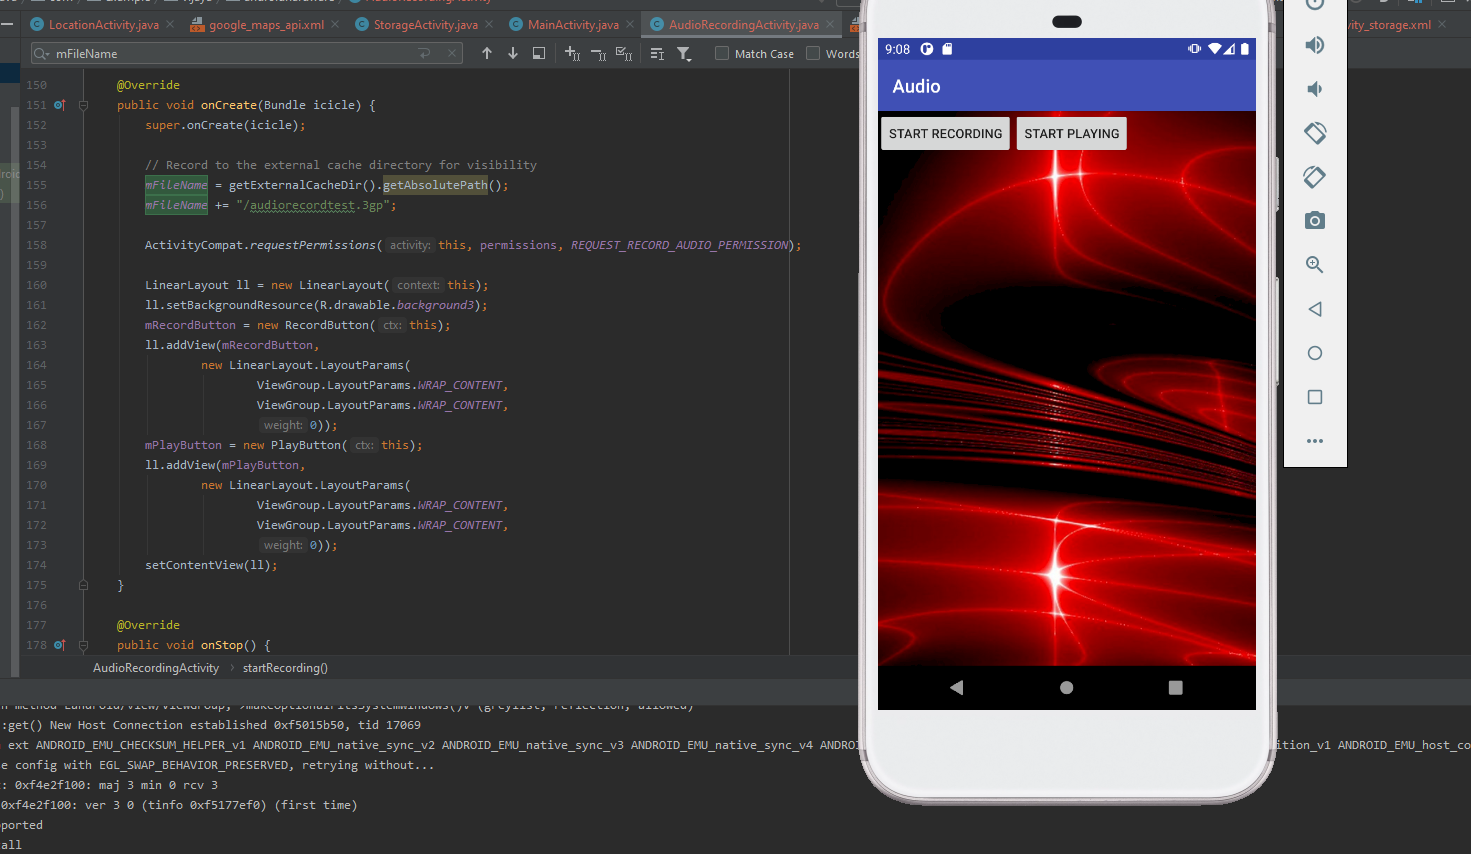 LocationActivity.java google_maps_api.xml StorageActivity.java MainActivity.java AudioRecordingActivity.java
ity_storage.xml
mFileName
Match Case
Words
150 @Override
151 public void onCreate(Bundle icicle) {
152 super.onCreate(icicle);
153
154 // Record to the external cache directory for visibility
155 mFileName = getExternalCacheDir().getAbsolutePath();
156 mFileName += "/audiorecordtest.3gp";
157
158 ActivityCompat.requestPermissions( activity: this, permissions, REQUEST_RECORD_AUDIO_PERMISSION);
159
160 LinearLayout ll = new LinearLayout( context: this);
161 ll.setBackgroundResource(R.drawable.background3);
162 mRecordButton = new RecordButton( ctx: this);
163 ll.addView(mRecordButton,
164 new LinearLayout.LayoutParams(
165 ViewGroup.LayoutParams.WRAP_CONTENT,
166 ViewGroup.LayoutParams.WRAP_CONTENT,
167 weight: 0));
168 mPlayButton = new PlayButton( ctx: this);
169 ll.addView(mPlayButton,
170 new LinearLayout.LayoutParams(
171 ViewGroup.LayoutParams.WRAP_CONTENT,
172 ViewGroup.LayoutParams.WRAP_CONTENT,
173 weight: 0));
174 setContentView(ll);
175 }
176
177 @Override
178 public void onStop() {
AudioRecordingActivity startRecording()
:get() New Host Connection established 0xf5015b50, tid 17069
ext ANDROID_EMU_CHECKSUM_HELPER_v1 ANDROID_EMU_native_sync_v2 ANDROID_EMU_native_sync_v3 ANDROID_EMU_native_sync_v4 ANDRO
ition_v1 ANDROID_EMU_host_co
e config with EGL_SWAP_BEHAVIOR_PRESERVED, retrying without...
: 0xf4e2f100: maj 3 min 0 rcv 3
0xf4e2f100: ver 3 0 (tinfo 0xf5177ef0) (first time)
ported
all
9:08
Audio
START RECORDING
START PLAYING